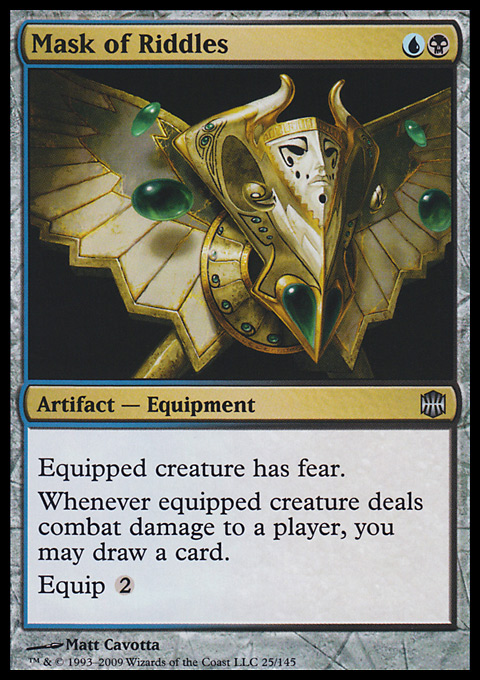 Mask of Riddles
Artifact — Equipment
Equipped creature has fear.
Whenever equipped creature deals
combat damage to a player, you
may draw a card.
Equip 2
Matt Cavotta
™ & © 1993–2009 Wizards of the Coast LLC 25/145